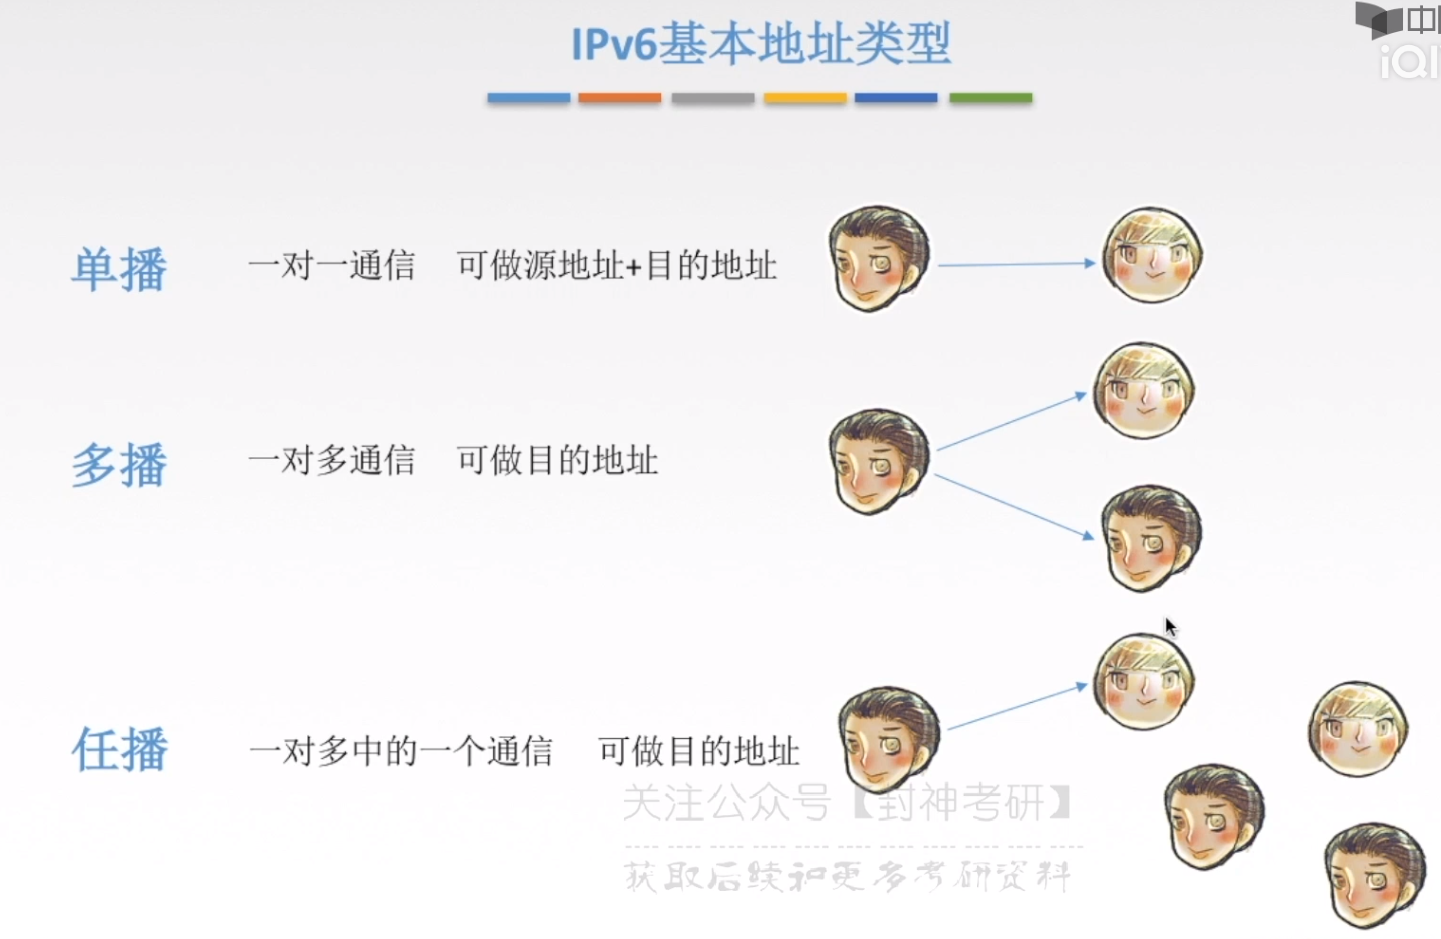 IPv6基本地址类型
中
iQI
单播 一对一通信 可做源地址+目的地址
多播 一对多通信 可做目的地址
任播 一对多中的一个通信 可做目的地址
关注公众号【封神考研】
获取后续和更多考研资料